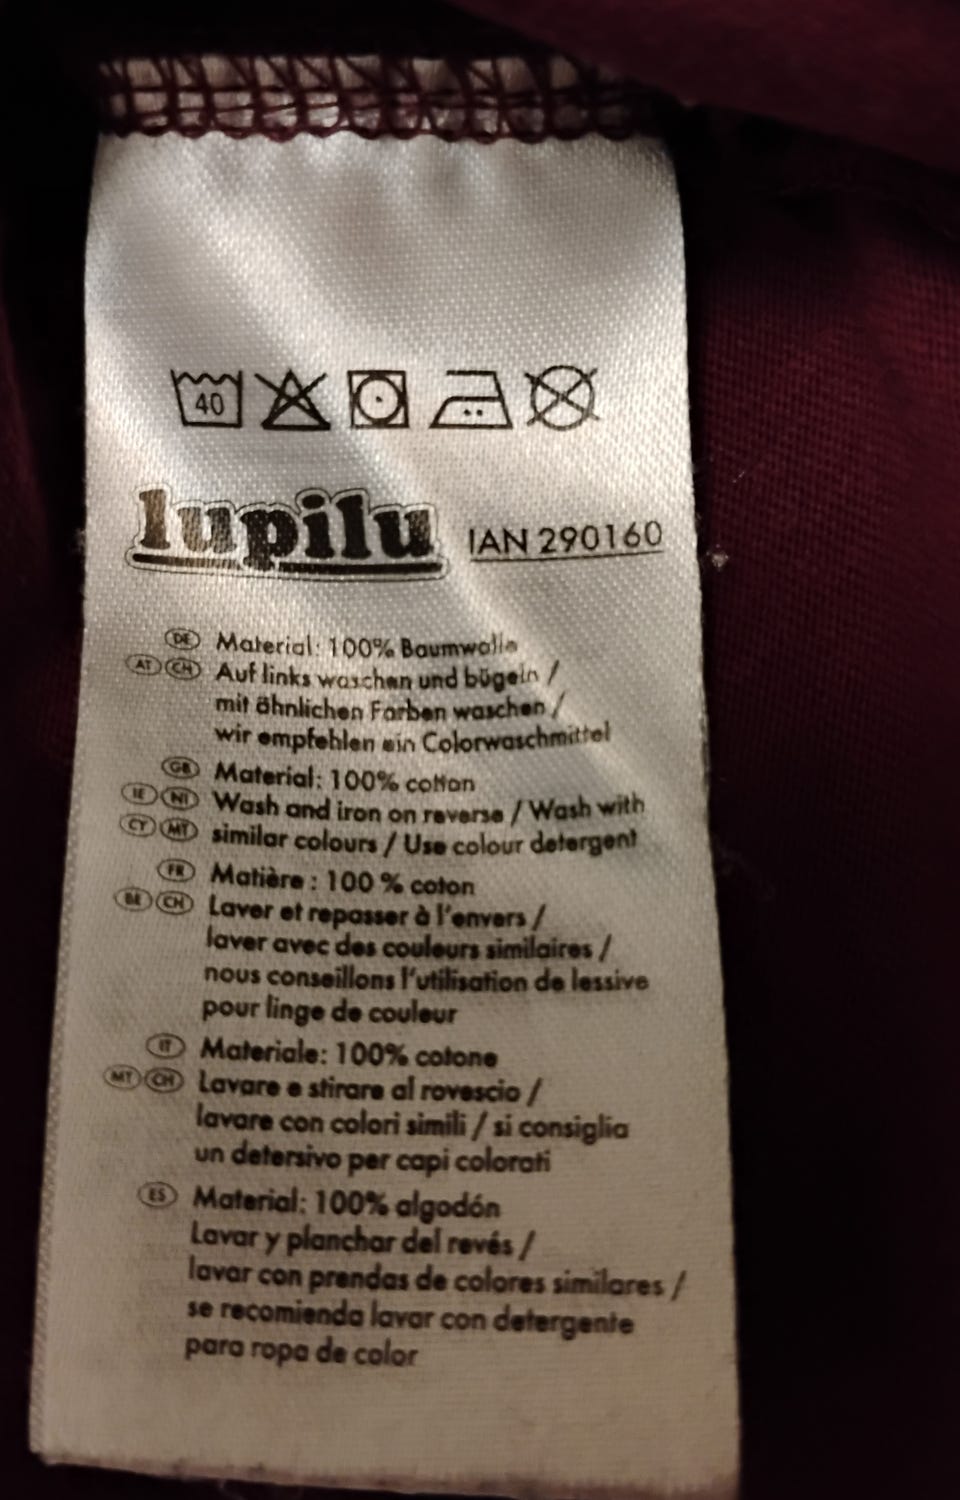 40
lupilu IAN 290160
DE Material: 100% Baumwolle
AT CH Auf links waschen und bügeln /
mit ähnlichen Farben waschen /
wir empfehlen ein Colorwaschmittel
GB Material: 100% cotton
IE NI Wash and iron on reverse / Wash with
CY MT similar colours / Use colour detergent
FR Matière : 100 % coton
BE CH Laver et repasser à l'envers /
laver avec des couleurs similaires /
nous conseillons l'utilisation de lessive
pour linge de couleur
IT Materiale: 100% cotone
MT CH Lavare e stirare al rovescio /
lavare con colori simili / si consiglia
un detersivo per capi colorati
ES Material: 100% algodón
Lavar y planchar del revés /
lavar con prendas de colores similares /
se recomienda lavar con detergente
para ropa de color